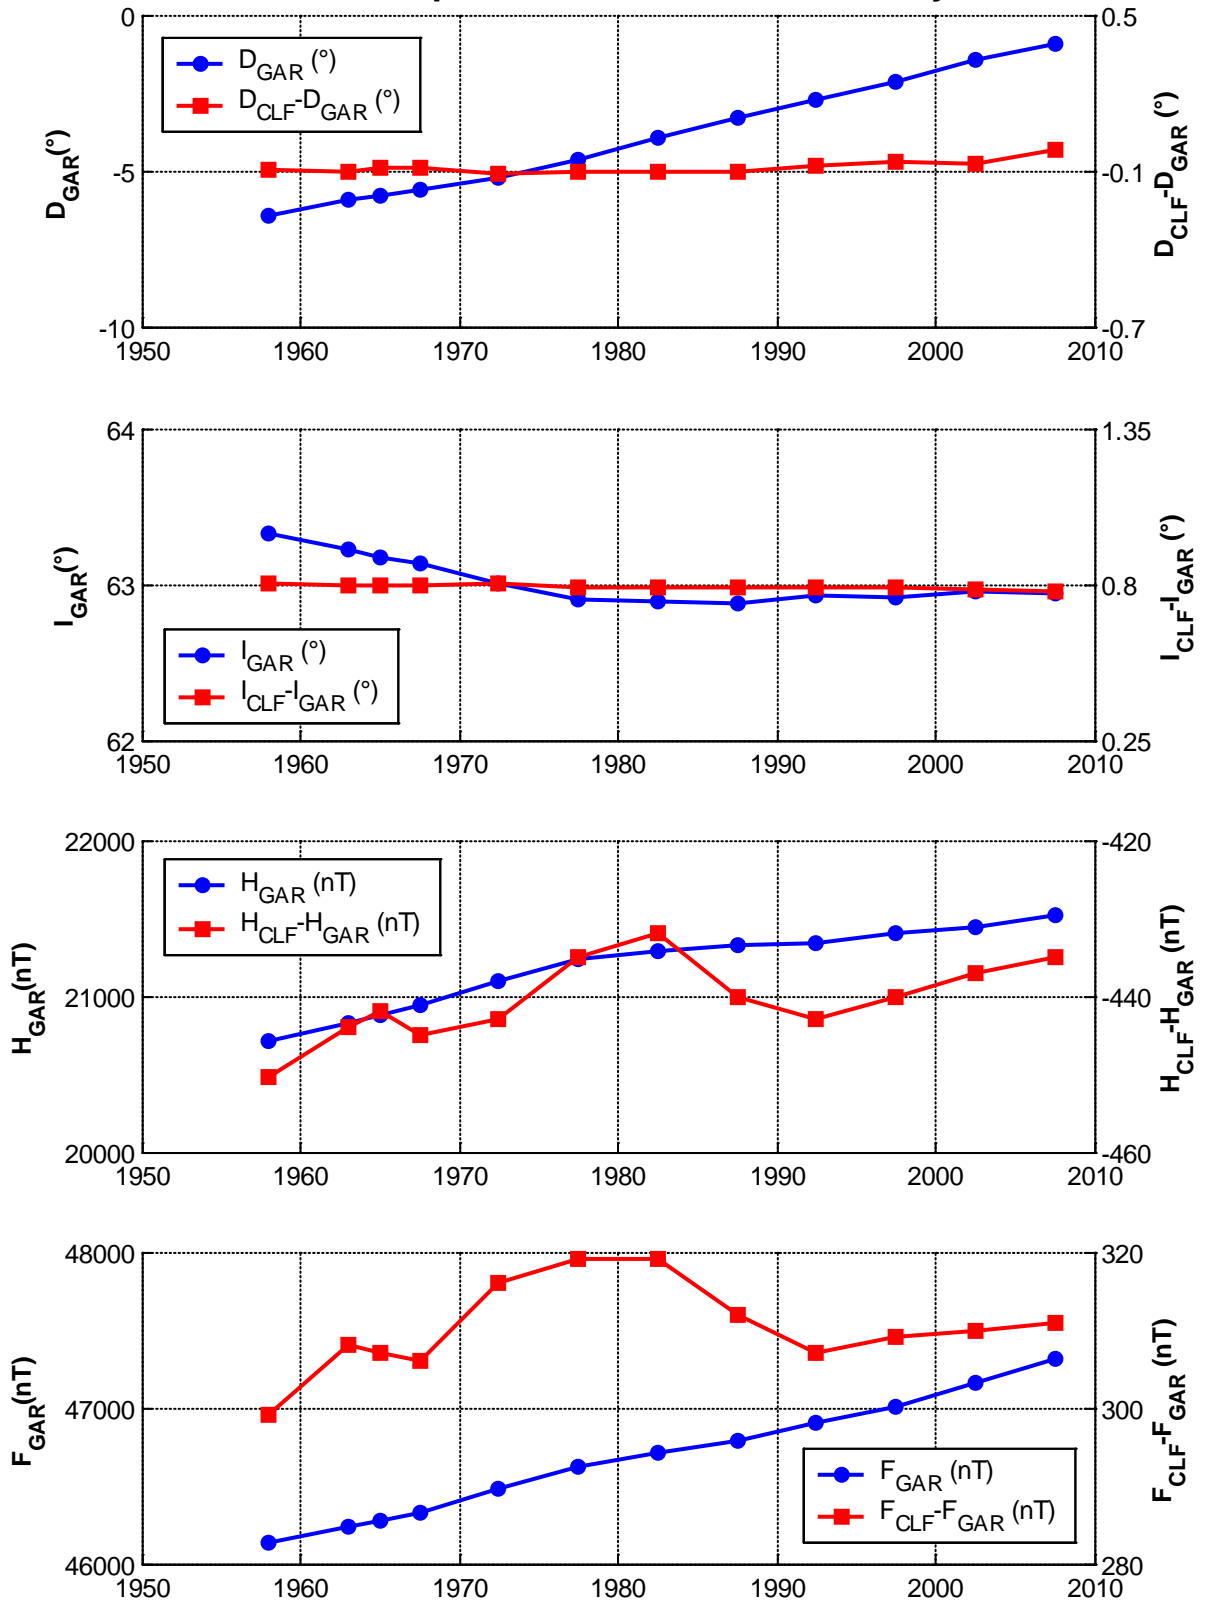 0
0.5
D_GAR (°)
D_CLF-D_GAR (°)
D_GAR(°)
D_CLF-D_GAR (°)
-5
-0.1
-10
-0.7
1950 1960 1970 1980 1990 2000 2010
64
1.35
I_GAR(°)
I_CLF-I_GAR (°)
63
0.8
I_GAR (°)
I_CLF-I_GAR (°)
62
0.25
1950 1960 1970 1980 1990 2000 2010
22000
-420
H_GAR (nT)
H_CLF-H_GAR (nT)
H_GAR(nT)
H_CLF-H_GAR (nT)
21000
-440
20000
-460
1950 1960 1970 1980 1990 2000 2010
48000
320
F_GAR(nT)
F_CLF-F_GAR (nT)
47000
300
F_GAR (nT)
F_CLF-F_GAR (nT)
46000
280
1950 1960 1970 1980 1990 2000 2010